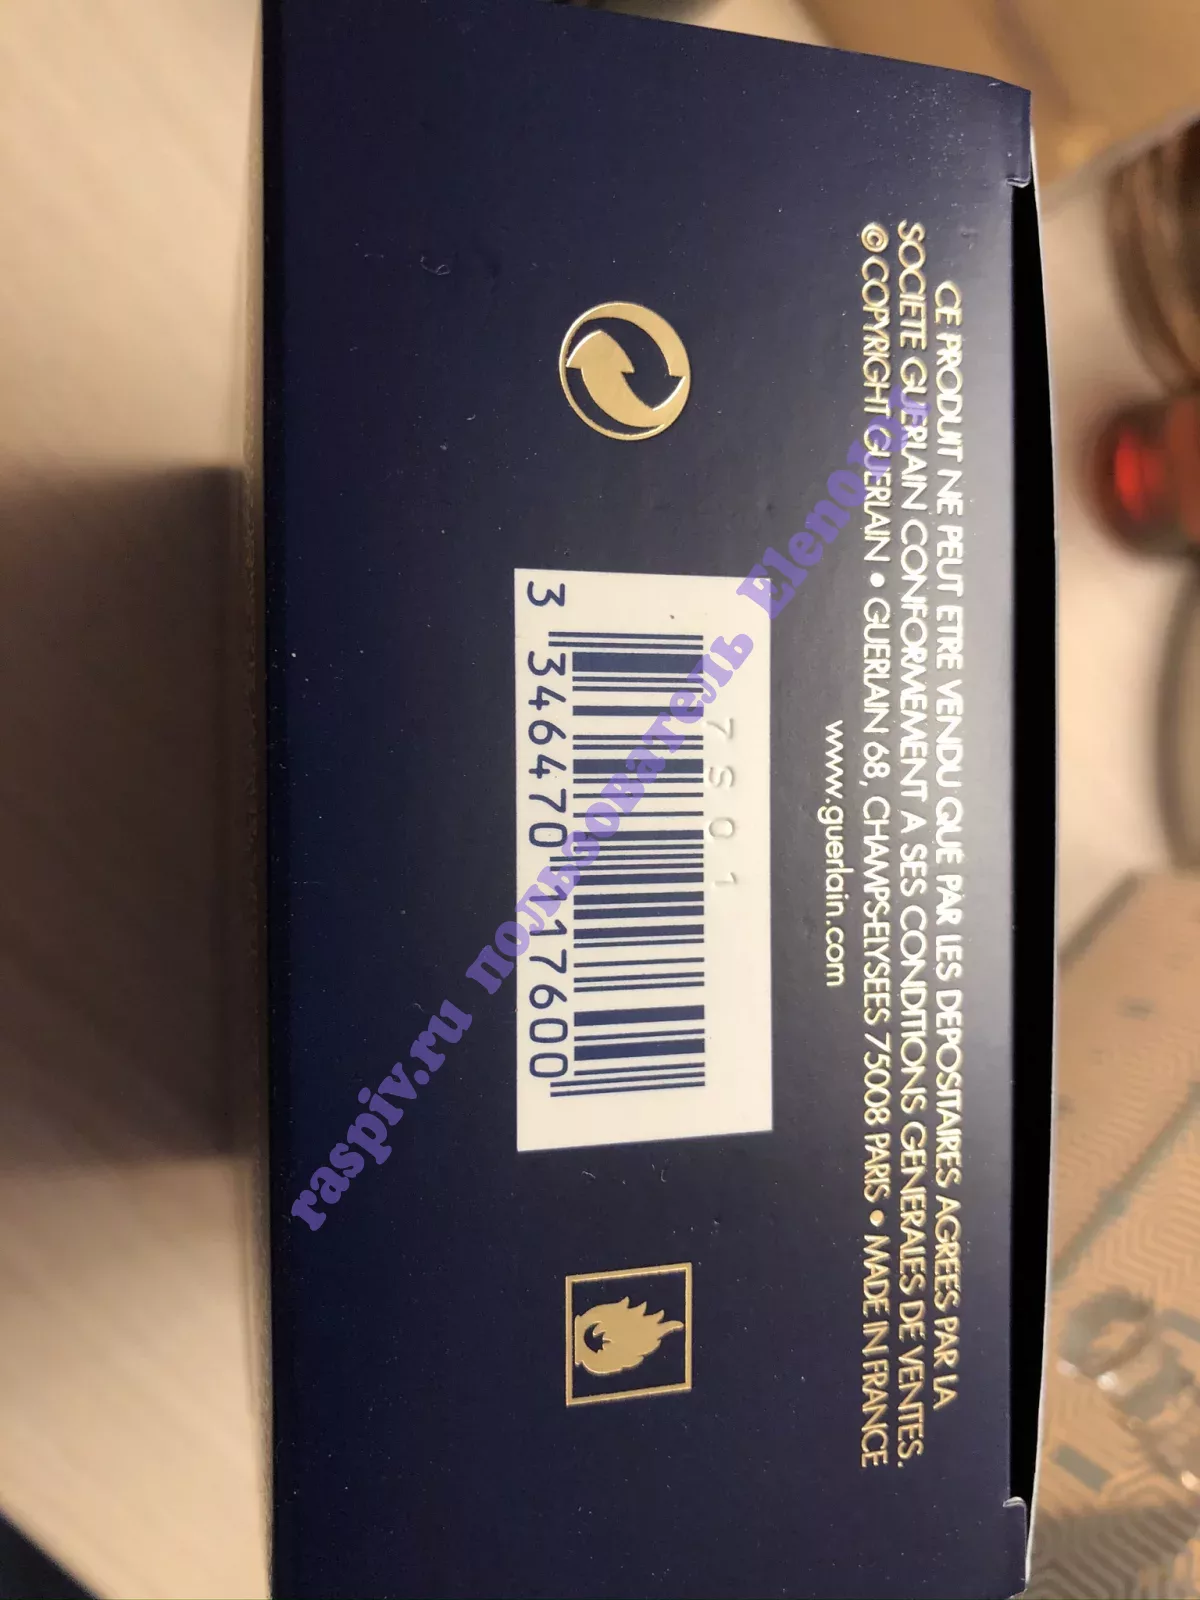 CE PRODUIT NE PEUT ETRE VENDU QUE PAR LES DEPOSITAIRES AGREES PAR LA
SOCIETE GUERLAIN CONFORMEMENT A SES CONDITIONS GENERALES DE VENTES.
© COPYRIGHT GUERLAIN • GUERLAIN 68, CHAMPS-ELYSEES 75008 PARIS • MADE IN FRANCE
www.guerlain.com
7S01
3 346470 117600
raspiv.ru пользователь